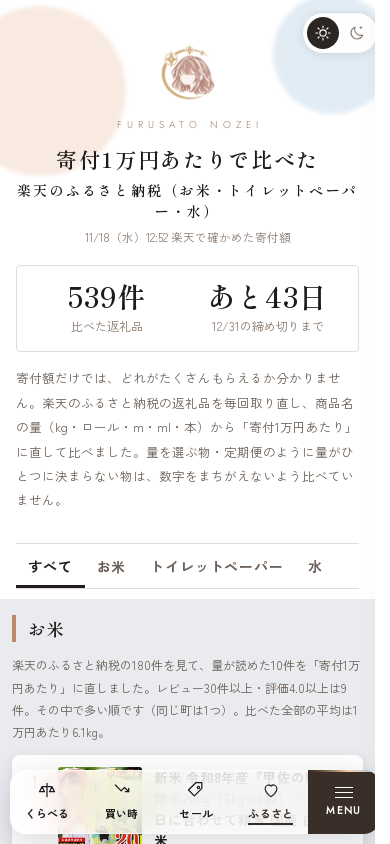 FURUSATO NOZEI
寄付1万円あたりで比べた
楽天のふるさと納税（お米・トイレットペーパ
ー・水）
11/18（水）12:52 楽天で確かめた寄付額
539件
比べた返礼品
あと43日
12/31の締め切りまで
寄付額だけでは、どれがたくさんもらえるか分かりませ
ん。楽天のふるさと納税の返礼品を毎回取り直し、商品名
の量（kg・ロール・m・ml・本）から「寄付1万円あたり」
に直して比べました。量を選ぶ物・定期便のように量がひ
とつに決まらない物は、数字をまちがえないよう比べてい
ません。
すべて お米 トイレットペーパー 水
お米
楽天のふるさと納税の180件を見て、量が読めた10件を「寄付1万
円あたり」に直しました。レビュー30件以上・評価4.0以上は9
件。その中で多い順です（同じ町は1つ）。比べた全部の平均は1
万円あたり6.1kg。
新米 令和8年産『甲佐の
米
くらべる 買い時 セール ふるさと MENU